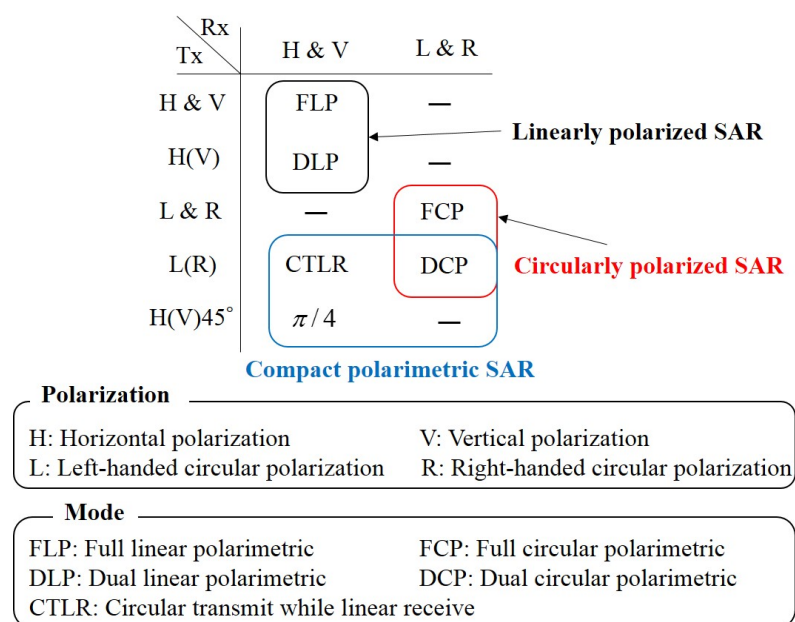 Rx
Tx
H & V L & R
H & V FLP —
Linearly polarized SAR
H(V) DLP —
L & R — FCP
L(R) CTLR DCP Circularly polarized SAR
H(V)45° π/4 —
Compact polarimetric SAR
Polarization
H: Horizontal polarization V: Vertical polarization
L: Left-handed circular polarization R: Right-handed circular polarization
Mode
FLP: Full linear polarimetric FCP: Full circular polarimetric
DLP: Dual linear polarimetric DCP: Dual circular polarimetric
CTLR: Circular transmit while linear receive